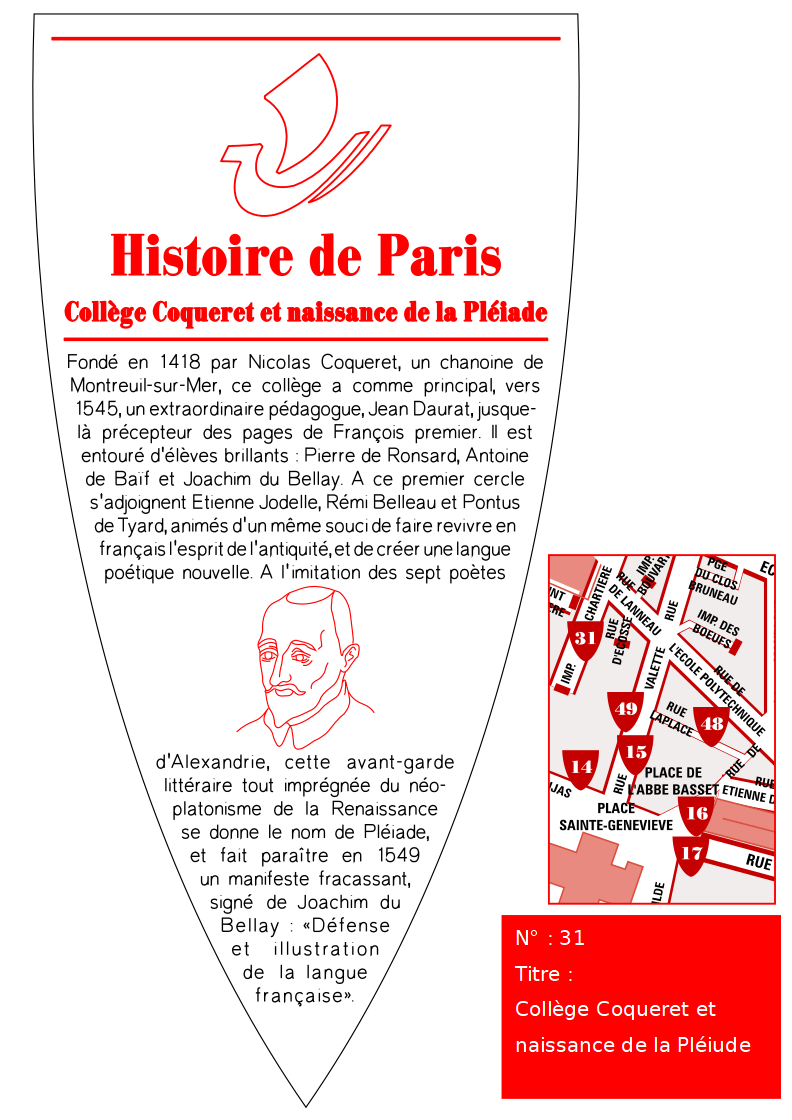 Histoire de Paris
Collège Coqueret et naissance de la Pléiade
Fondé en 1418 par Nicolas Coqueret, un chanoine de
Montreuil-sur-Mer, ce collège a comme principal, vers
1545, un extraordinaire pédagogue, Jean Daurat, jusque-
là précepteur des pages de François premier. Il est
entouré d'élèves brillants : Pierre de Ronsard, Antoine
de Baïf et Joachim du Bellay. A ce premier cercle
s'adjoignent Etienne Jodelle, Rémi Belleau et Pontus
de Tyard, animés d'un même souci de faire revivre en
français l'esprit de l'antiquité, et de créer une langue
poétique nouvelle. A l'imitation des sept poètes
d'Alexandrie, cette avant-garde
littéraire tout imprégnée du néo-
platonisme de la Renaissance
se donne le nom de Pléiade,
et fait paraître en 1549
un manifeste fracassant,
signé de Joachim du
Bellay : «Défense
et illustration
de la langue
française».
CHARTIERE
RUE
DE LANNEAU
IMP.
BOUVART
PGE
DU CLOS
BRUNEAU
EC
INT
ERE
RUE
D'ECOSSE
RUE
VALETTE
IMP. DES
BOEUFS
31
IMP.
RUE DE
L'ECOLE POLYTECHNIQUE
49
RUE
LAPLACE
48
15
14
RUE DE
RUE
ETIENNE D
UJAS
RUE
PLACE DE
L'ABBE BASSET
PLACE
SAINTE-GENEVIEVE
16
17
RUE
ILDE
N° : 31
Titre :
Collège Coqueret et
naissance de la Pléiude